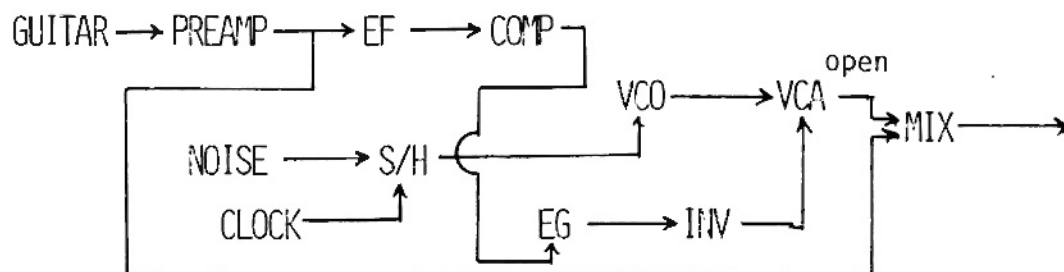 GUITAR PREAMP EF COMP
open
VCO VCA
MIX
NOISE S/H
CLOCK EG INV